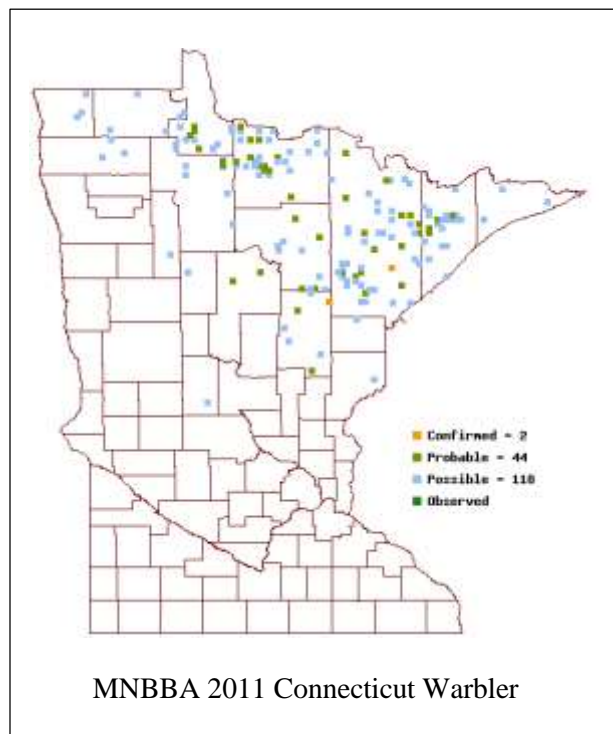 Confirmed - 2
Probable - 44
Possible - 118
Observed
MNBBA 2011 Connecticut Warbler